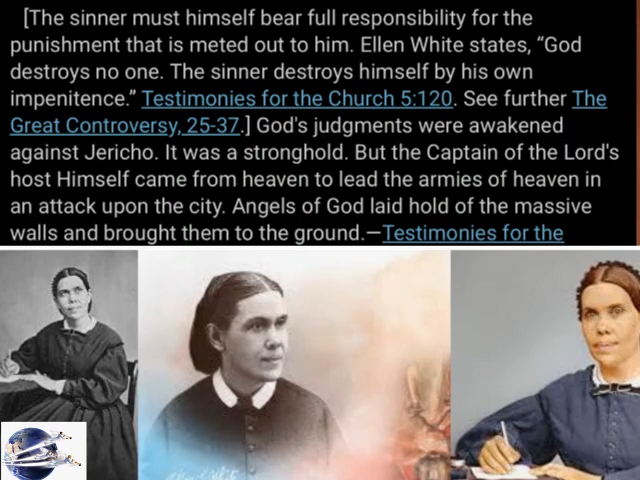 [The sinner must himself bear full responsibility for the
punishment that is meted out to him. Ellen White states, “God
destroys no one. The sinner destroys himself by his own
impenitence.” Testimonies for the Church 5:120. See further The
Great Controversy, 25-37.] God's judgments were awakened
against Jericho. It was a stronghold. But the Captain of the Lord's
host Himself came from heaven to lead the armies of heaven in
an attack upon the city. Angels of God laid hold of the massive
walls and brought them to the ground.—Testimonies for the